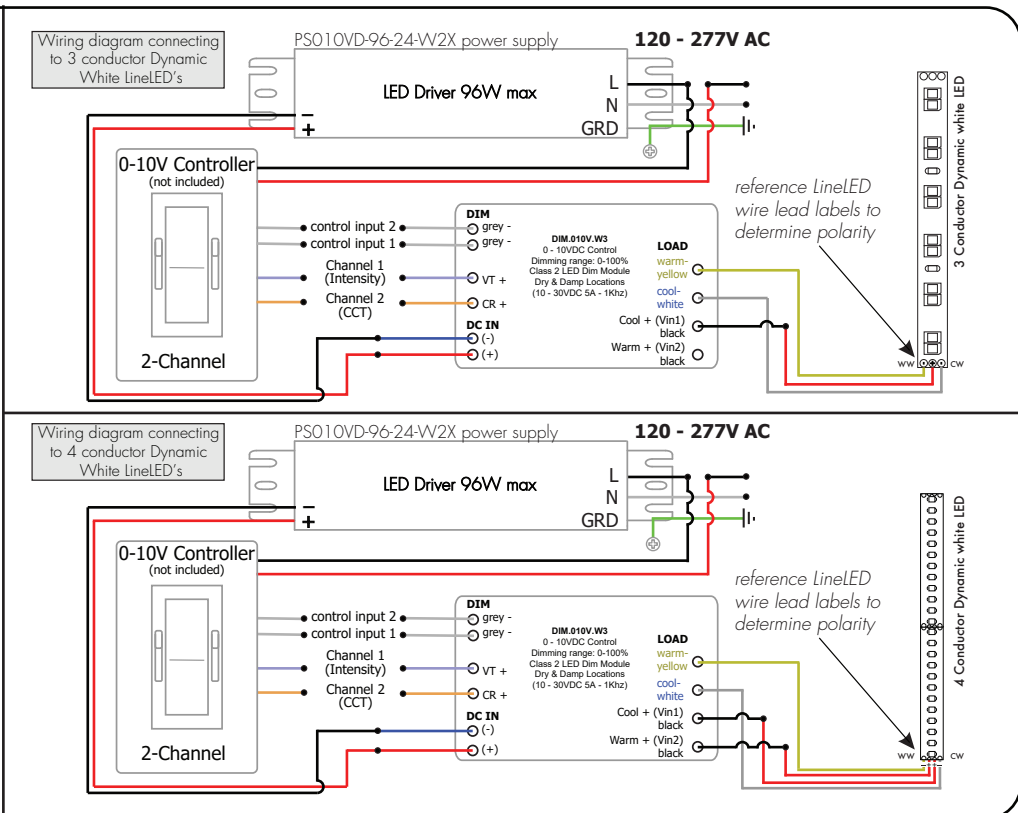 Wiring diagram connecting
to 3 conductor Dynamic
White LineLED's
PS010VD-96-24-W2X power supply
120 - 277V AC
LED Driver 96W max
L
N
GRD
–
+
0-10V Controller
(not included)
2-Channel
control input 2
control input 1
Channel 1
(Intensity)
Channel 2
(CCT)
DIM
grey -
grey -
VT +
CR +
DC IN
(-)
(+)
DIM.010V.W3
0 - 10VDC Control
Dimming range: 0-100%
Class 2 LED Dim Module
Dry & Damp Locations
(10 - 30VDC 5A - 1Khz)
LOAD
warm-
yellow
cool-
white
Cool + (Vin1)
black
Warm + (Vin2)
black
reference LineLED
wire lead labels to
determine polarity
3 Conductor Dynamic white LED
WW
CW
Wiring diagram connecting
to 4 conductor Dynamic
White LineLED's
PS010VD-96-24-W2X power supply
120 - 277V AC
LED Driver 96W max
L
N
GRD
–
+
0-10V Controller
(not included)
2-Channel
control input 2
control input 1
Channel 1
(Intensity)
Channel 2
(CCT)
DIM
grey -
grey -
VT +
CR +
DC IN
(-)
(+)
DIM.010V.W3
0 - 10VDC Control
Dimming range: 0-100%
Class 2 LED Dim Module
Dry & Damp Locations
(10 - 30VDC 5A - 1Khz)
LOAD
warm-
yellow
cool-
white
Cool + (Vin1)
black
Warm + (Vin2)
black
reference LineLED
wire lead labels to
determine polarity
4 Conductor Dynamic white LED
WW
CW